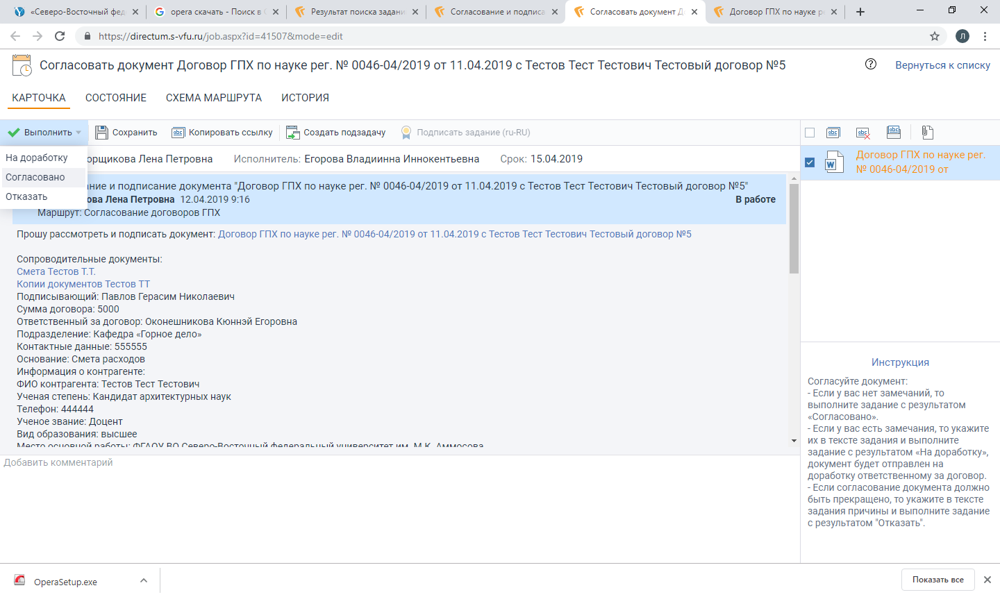 «Северо-Восточный фед
opera скачать - Поиск в G
Результат поиска задани
Согласование и подписа
Согласовать документ Д
Договор ГПХ по науке ре
https://directum.s-vfu.ru/job.aspx?id=41507&mode=edit
Л
Согласовать документ Договор ГПХ по науке рег. № 0046-04/2019 от 11.04.2019 с Тестов Тест Тестович Тестовый договор №5
Вернуться к списку
КАРТОЧКА
СОСТОЯНИЕ
СХЕМА МАРШРУТА
ИСТОРИЯ
Выполнить
Сохранить
Копировать ссылку
Создать подзадачу
Подписать задание (ru-RU)
На доработку
Согласовано
Отказать
орщикова Лена Петровна
Исполнитель: Егорова Владиинна Иннокентьевна
Срок: 15.04.2019
ние и подписание документа "Договор ГПХ по науке рег. № 0046-04/2019 от 11.04.2019 с Тестов Тест Тестович Тестовый договор №5"
ова Лена Петровна 12.04.2019 9:16
В работе
Маршрут: Согласование договоров ГПХ
Прошу рассмотреть и подписать документ: Договор ГПХ по науке рег. № 0046-04/2019 от 11.04.2019 с Тестов Тест Тестович Тестовый договор №5
Сопроводительные документы:
Смета Тестов Т.Т.
Копии документов Тестов ТТ
Подписывающий: Павлов Герасим Николаевич
Сумма договора: 5000
Ответственный за договор: Оконешникова Кюннэй Егоровна
Подразделение: Кафедра «Горное дело»
Контактные данные: 555555
Основание: Смета расходов
Информация о контрагенте:
ФИО контрагента: Тестов Тест Тестович
Ученая степень: Кандидат архитектурных наук
Телефон: 444444
Ученое звание: Доцент
Вид образования: высшее
Место основной работы: ФГАОУ ВО Северо-Восточный федеральный университет им. М.К. Аммосова
Добавить комментарий
Договор ГПХ по науке рег.
№ 0046-04/2019 от
Инструкция
Согласуйте документ:
- Если у вас нет замечаний, то
выполните задание с результатом
«Согласовано».
- Если у вас есть замечания, то укажите
их в тексте задания и выполните
задание с результатом «На доработку»,
документ будет отправлен на
доработку ответственному за договор.
- Если согласование документа должно
быть прекращено, то укажите в тексте
задания причины и выполните задание
с результатом "Отказать".
OperaSetup.exe
Показать все